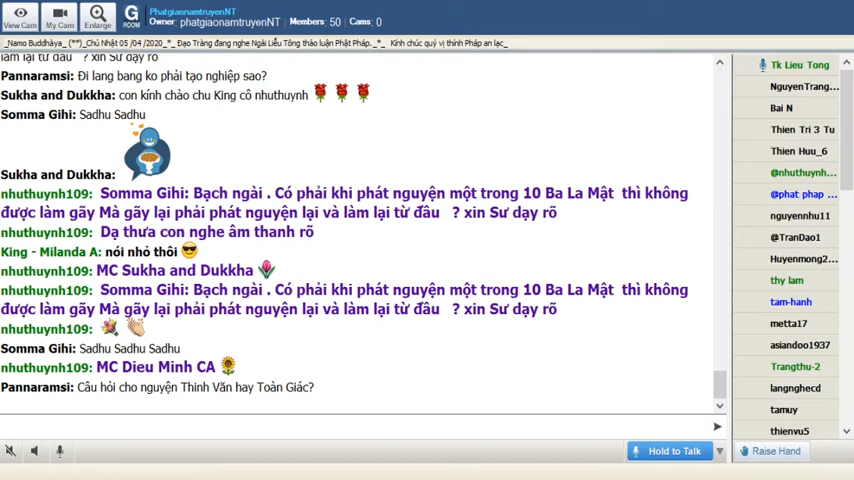 PhatgiaonamtruyenNT
Owner: phatgiaonamtruyenNT Members: 50 Cams: 0
View Cam My Cam Enlarge G ROOM
_Namo Buddhàya_ (**)_Chủ Nhật 05 /04 /2020_*_ Đạo Tràng đang nghe Ngài Liễu Tông thảo luận Phật Pháp._*_ Kính chúc quý vị thính Pháp an lạc_
làm lại từ đầu ? xin Sư dạy rõ
Pannaramsi: Đi lang bang ko phải tạo nghiệp sao?
Sukha and Dukkha: con kính chào chu King cô nhuthuynh
Somma Gihi: Sadhu Sadhu
Sukha and Dukkha:
nhuthuynh109: Somma Gihi: Bạch ngài . Có phải khi phát nguyện một trong 10 Ba La Mật thì không
được làm gãy Mà gãy lại phải phát nguyện lại và làm lại từ đầu ? xin Sư dạy rõ
nhuthuynh109: Dạ thưa con nghe âm thanh rõ
King - Milanda A: nói nhỏ thôi
nhuthuynh109: MC Sukha and Dukkha
nhuthuynh109: Somma Gihi: Bạch ngài . Có phải khi phát nguyện một trong 10 Ba La Mật thì không
được làm gãy Mà gãy lại phải phát nguyện lại và làm lại từ đầu ? xin Sư dạy rõ
nhuthuynh109:
Somma Gihi: Sadhu Sadhu Sadhu
nhuthuynh109: MC Dieu Minh CA
Pannaramsi: Câu hỏi cho nguyện Thinh Văn hay Toàn Giác?
Hold to Talk
Tk Lieu Tong
NguyenTrang...
Bai N
Thien Tri 3 Tu
Thien Huu_6
@nhuthuynh...
@phat phap ...
nguyennhu11
@TranDao1
Huyenmong2...
thy lam
tam-hanh
metta17
asiandoo1937
Trangthu-2
langnghecd
tamuy
thienvu5
Raise Hand